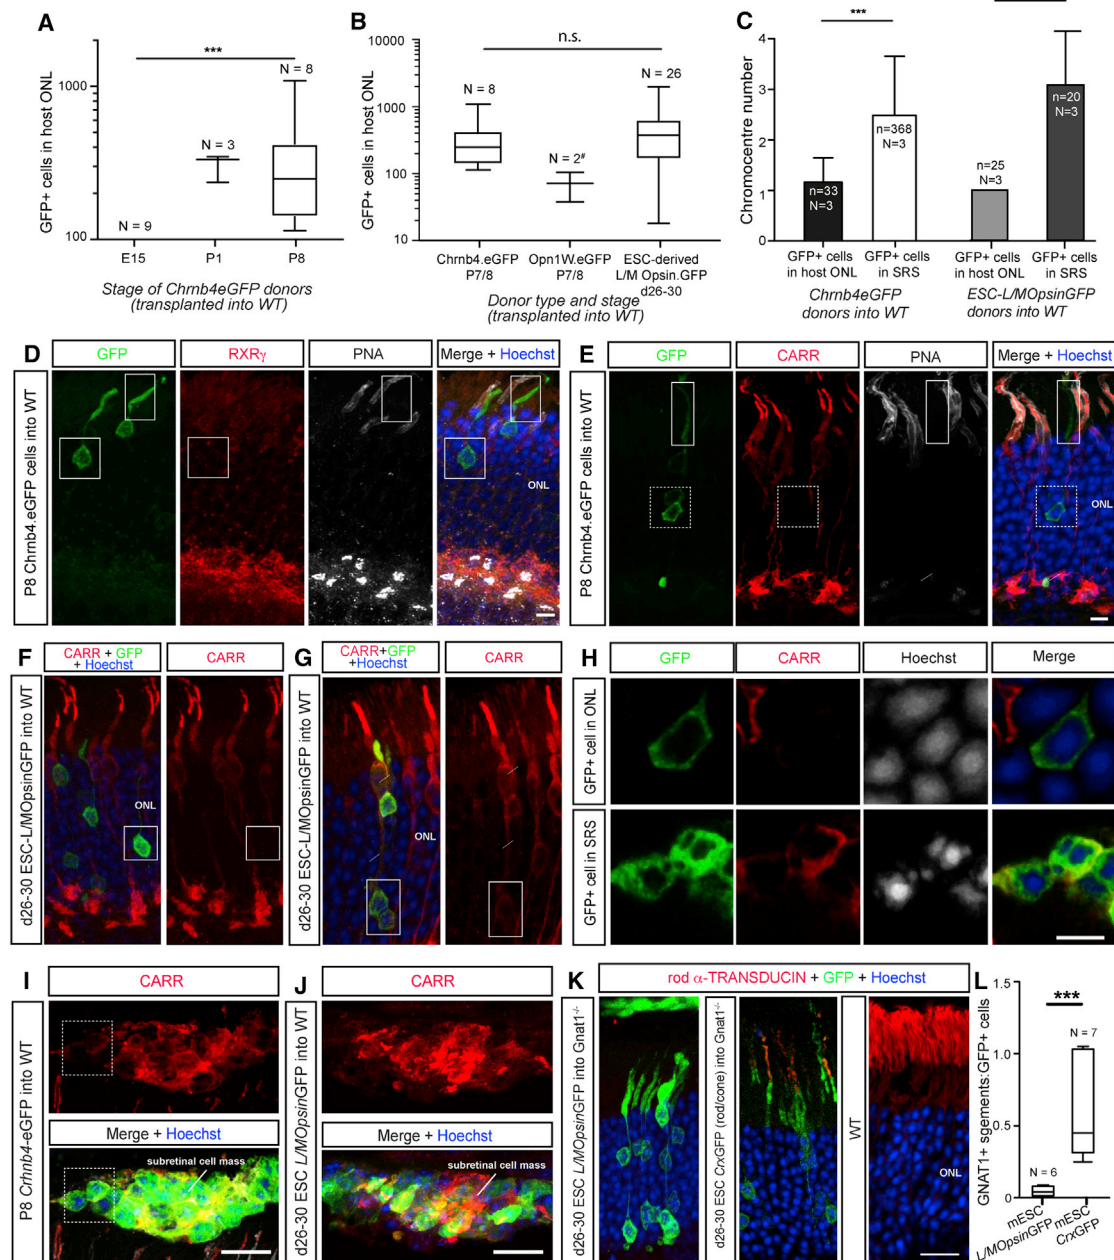 A
GFP+ cells in host ONL
1000
100
***
N = 9
N = 3
N = 8
E15
P1
P8
Stage of Chrnb4eGFP donors
(transplanted into WT)
B
GFP+ cells in host ONL
10000
1000
100
10
n.s.
N = 8
N = 2#
N = 26
Chrnb4.eGFP
P7/8
Opn1W.eGFP
P7/8
ESC-derived
L/M Opsin.GFP
d26-30
Donor type and stage
(transplanted into WT)
C
Chromocentre number
4
3
2
1
0
***
n=33
N=3
n=368
N=3
n=25
N=3
n=20
N=3
GFP+ cells
in host ONL
GFP+ cells
in SRS
GFP+ cells
in host ONL
GFP+ cells
in SRS
Chrnb4eGFP
donors into WT
ESC-L/MOpsinGFP
donors into WT
D
GFP
RXRγ
PNA
Merge + Hoechst
P8 Chrnb4.eGFP cells into WT
ONL
E
GFP
CARR
PNA
Merge + Hoechst
P8 Chrnb4.eGFP cells into WT
ONL
F
CARR + GFP
+ Hoechst
CARR
d26-30 ESC-L/MOpsinGFP into WT
ONL
G
CARR+GFP
+Hoechst
CARR
d26-30 ESC-L/MOpsinGFP into WT
ONL
H
GFP
CARR
Hoechst
Merge
GFP+ cell in ONL
GFP+ cell in SRS
I
CARR
P8 Crhnb4-eGFP into WT
Merge + Hoechst
subretinal cell mass
J
CARR
d26-30 ESC L/MOpsinGFP into WT
Merge + Hoechst
subretinal cell mass
K
rod α-TRANSDUCIN + GFP + Hoechst
d26-30 ESC L/MOpsinGFP into Gnat1-/-
d26-30 ESC CrxGFP (rod/cone) into Gnat1-/-
WT
ONL
L
GNAT1+ sgements:GFP+ cells
1.5
1.0
0.5
0
***
N = 6
N = 7
mESC
L/MOpsinGFP
mESC
CrxGFP